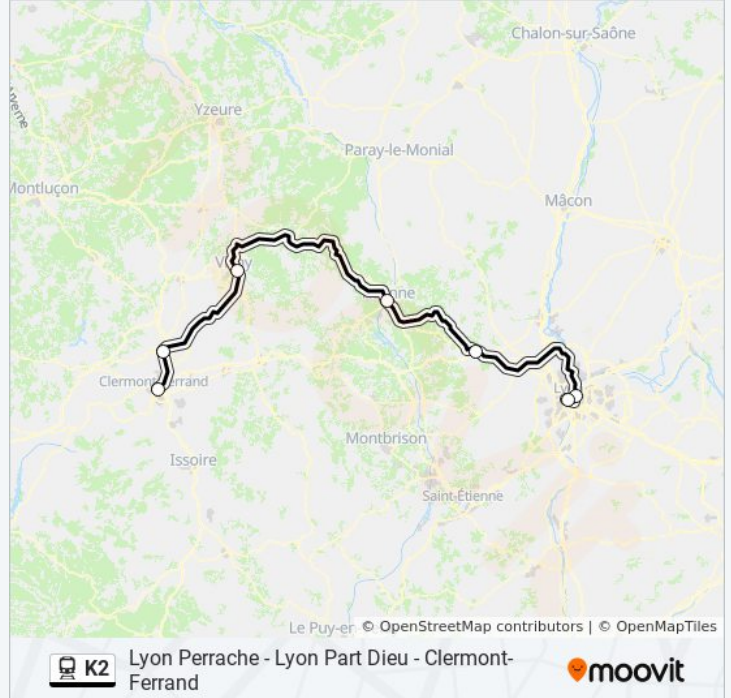 Chalon-sur-Saône
Yzeure
Paray-le-Monial
Montluçon
Mâcon
Clermont-Ferrand
Montbrison
Issoire
Saint-Étienne
© OpenStreetMap contributors | © OpenMapTiles
K2
Lyon Perrache - Lyon Part Dieu - Clermont-
Ferrand
moovit